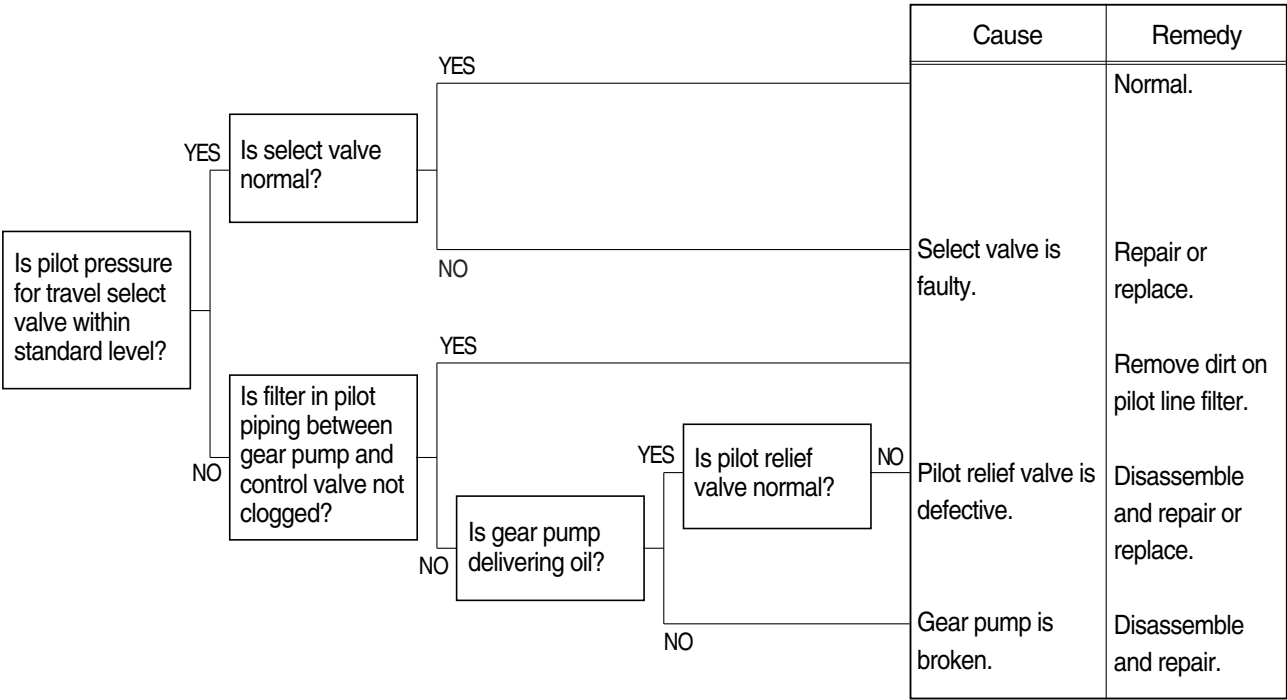 Cause
Remedy
YES
Normal.
YES
Is select valve
normal?
NO
Select valve is
faulty.
Repair or
replace.
Is pilot pressure
for travel select
valve within
standard level?
YES
Remove dirt on
pilot line filter.
NO
Is filter in pilot
piping between
gear pump and
control valve not
clogged?
YES
Is pilot relief
valve normal?
NO
Pilot relief valve is
defective.
Disassemble
and repair or
replace.
NO
Is gear pump
delivering oil?
NO
Gear pump is
broken.
Disassemble
and repair.